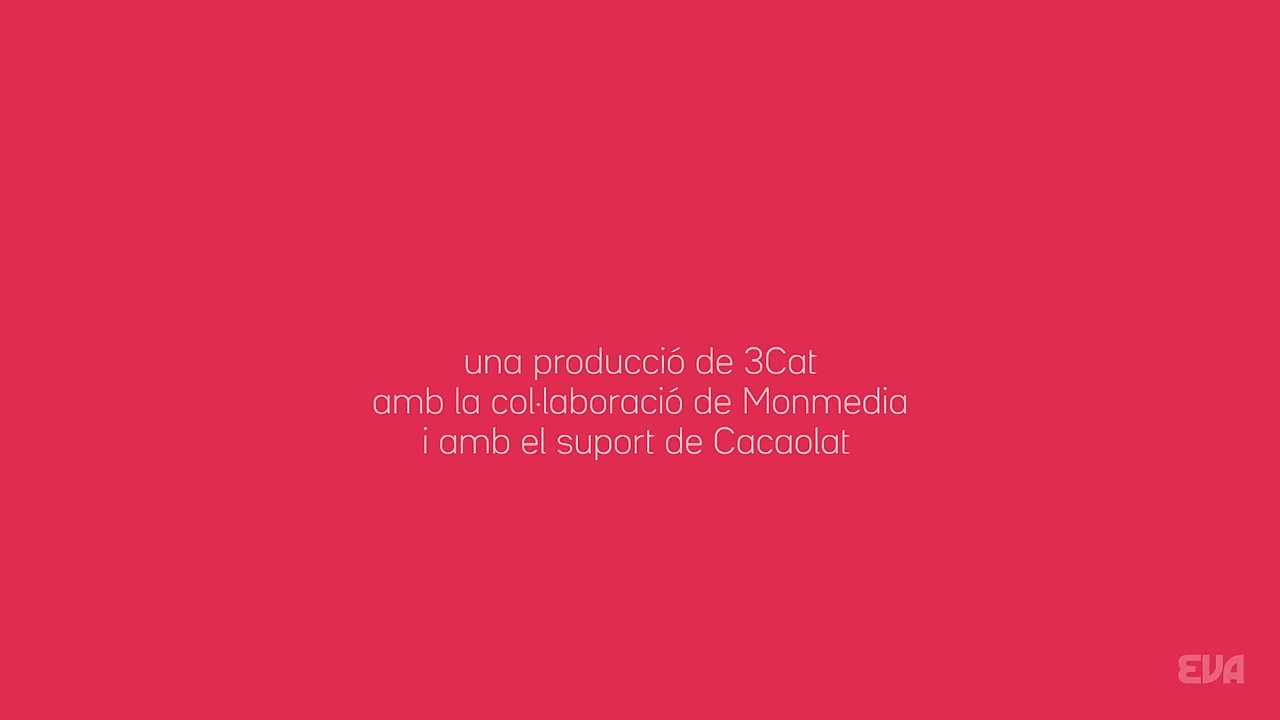 una producció de 3Cat
amb la col·laboració de Monmedia
i amb el suport de Cacaolat
EVA